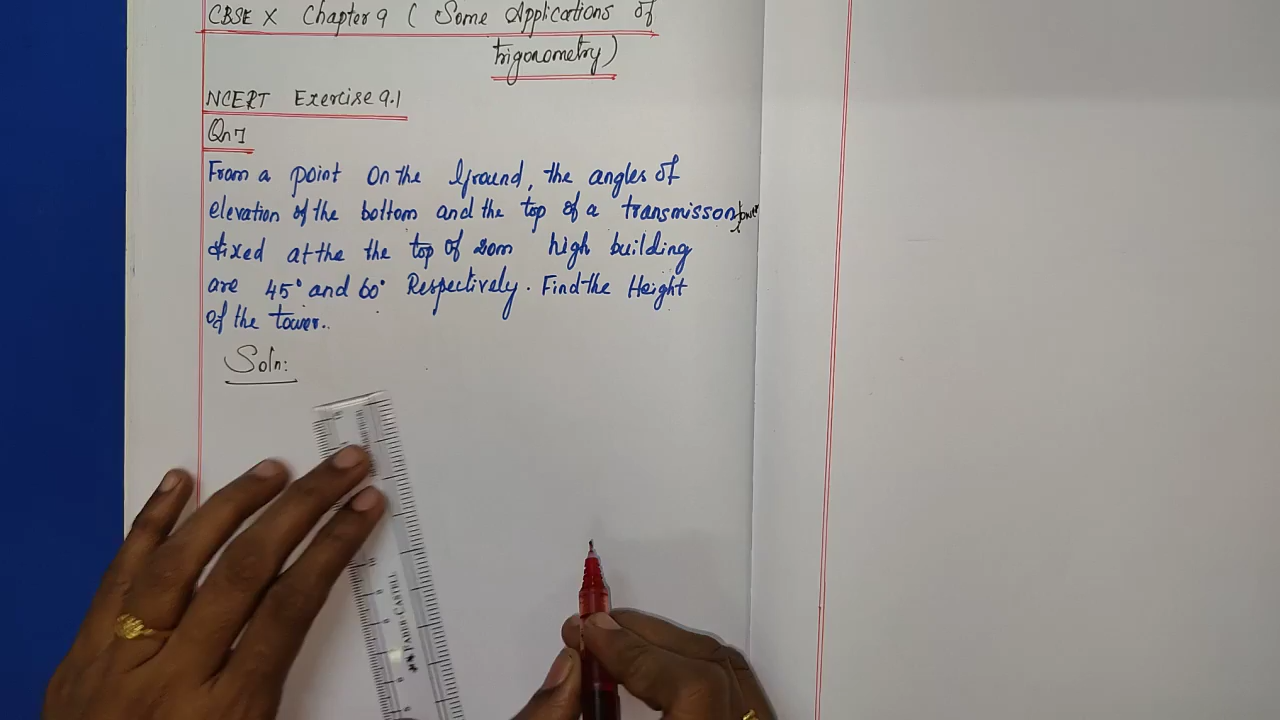 CBSE X Chapter 9 ( Some Applications of
trigonometry)
NCERT Exercise 9.1
Qn 7
From a point on the Ground, the angles of
elevation of the bottom and the top of a transmisson tower
fixed at the the top of 20m high building
are 45° and 60° Respectively. Find the Height
of the tower..
Soln:
FABER-CASTELL